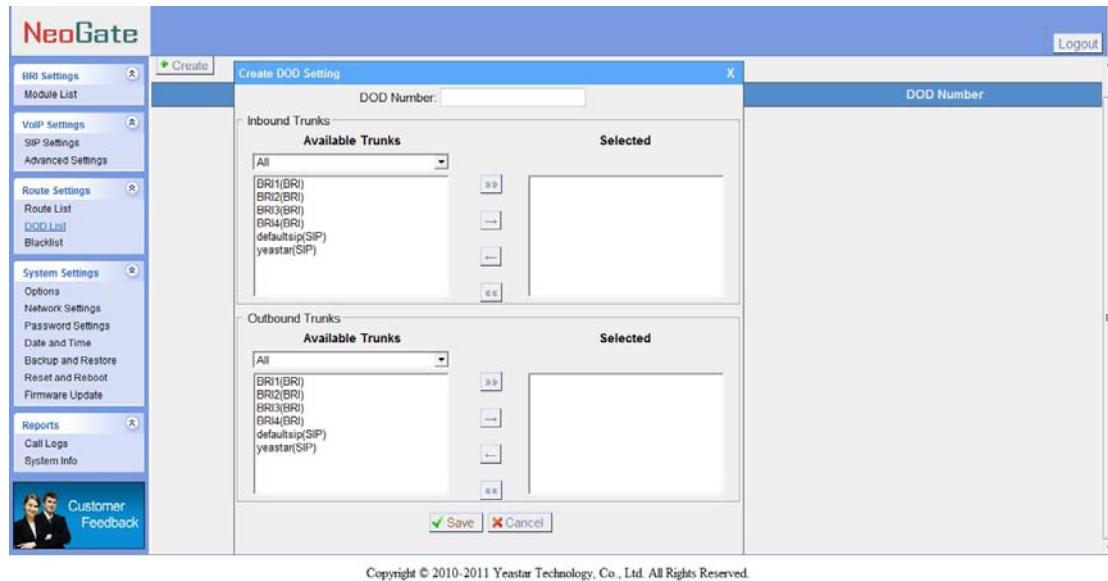 NeoGate
Logout
BRI Settings
Module List
VoIP Settings
SIP Settings
Advanced Settings
Route Settings
Route List
DOD List
Blacklist
System Settings
Options
Network Settings
Password Settings
Date and Time
Backup and Restore
Reset and Reboot
Firmware Update
Reports
Call Logs
System Info
Customer
Feedback
Create
DOD Number
Create DOD Setting X
DOD Number:
Inbound Trunks
Available Trunks Selected
All
BRI1(BRI)
BRI2(BRI)
BRI3(BRI)
BRI4(BRI)
defaultsip(SIP)
yeastar(SIP)
Outbound Trunks
Available Trunks Selected
All
BRI1(BRI)
BRI2(BRI)
BRI3(BRI)
BRI4(BRI)
defaultsip(SIP)
yeastar(SIP)
Save Cancel
Copyright © 2010-2011 Yeastar Technology, Co., Ltd. All Rights Reserved.